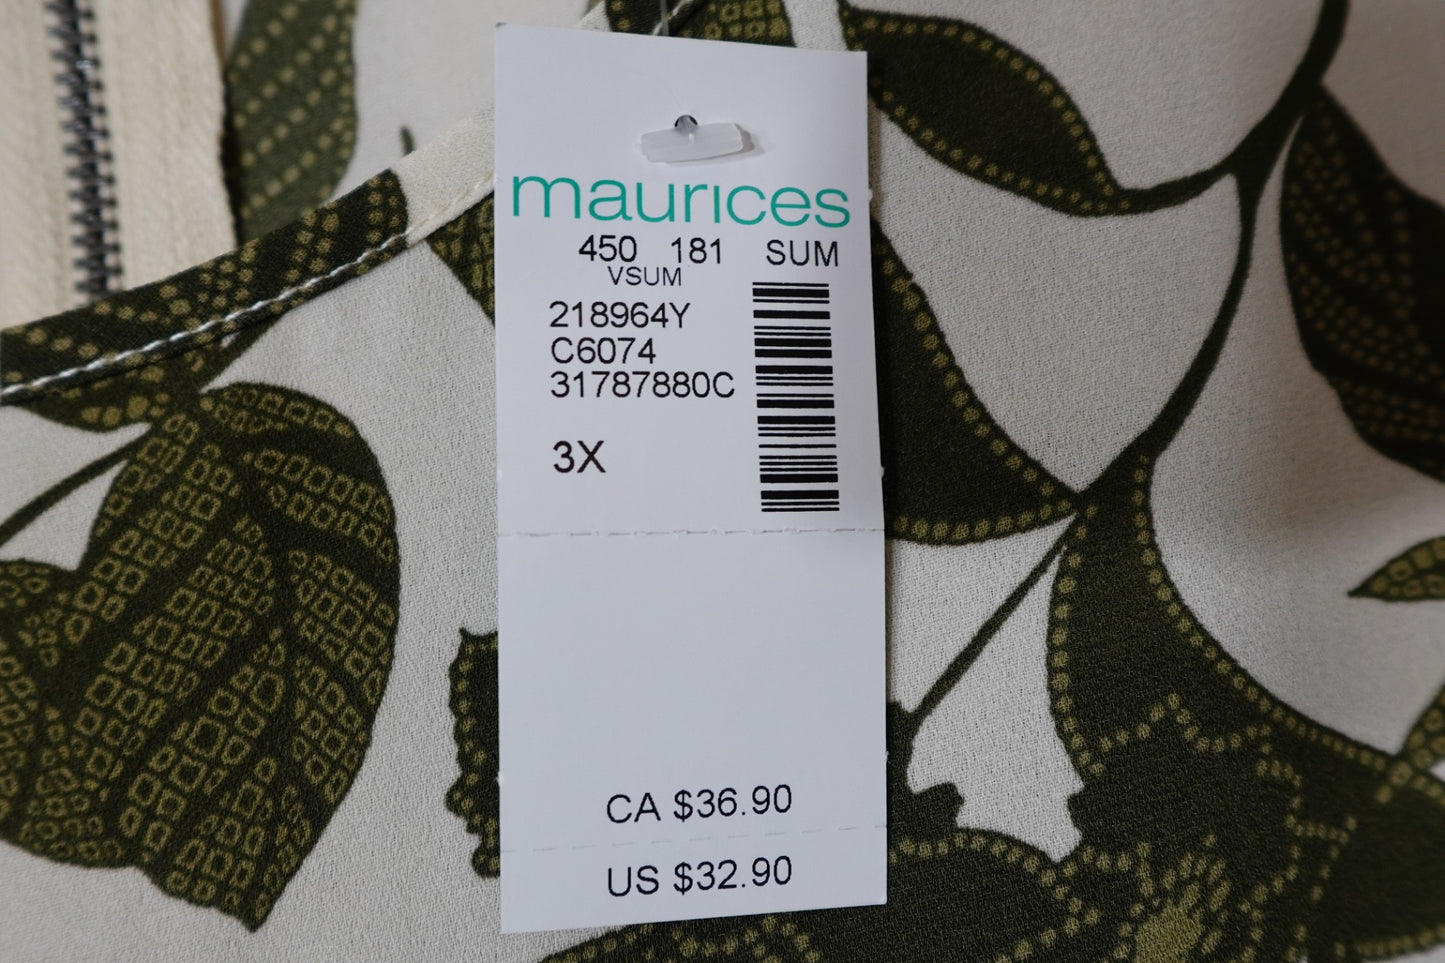 maurices
450 181 SUM
VSUM
218964Y
C6074
31787880C
3X
CA $36.90
US $32.90